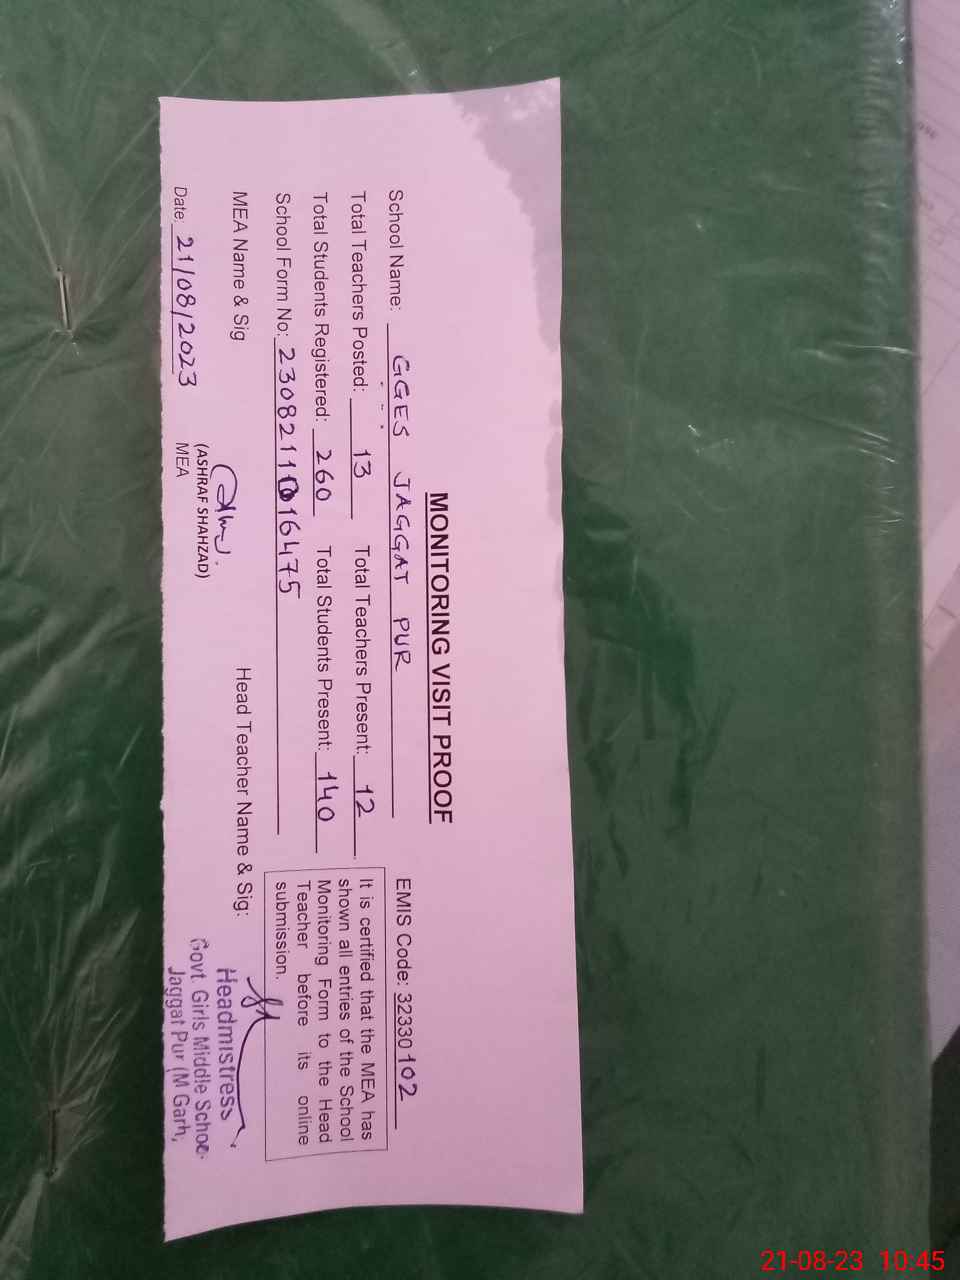 MONITORING VISIT PROOF
School Name: GGES JAGGAT PUR EMIS Code: 32330102
Total Teachers Posted: 13 Total Teachers Present: 12
Total Students Registered: 260 Total Students Present: 140
School Form No: 23082111016475
It is certified that the MEA has
shown all entries of the School
Monitoring Form to the Head
Teacher before its online
submission.
MEA Name & Sig Head Teacher Name & Sig:
(ASHRAF SHAHZAD)
MEA
Date: 21/08/2023
Headmistress
Govt. Girls Middle Schoo
Jaggat Pur (M Garh,
21-08-23 10:45